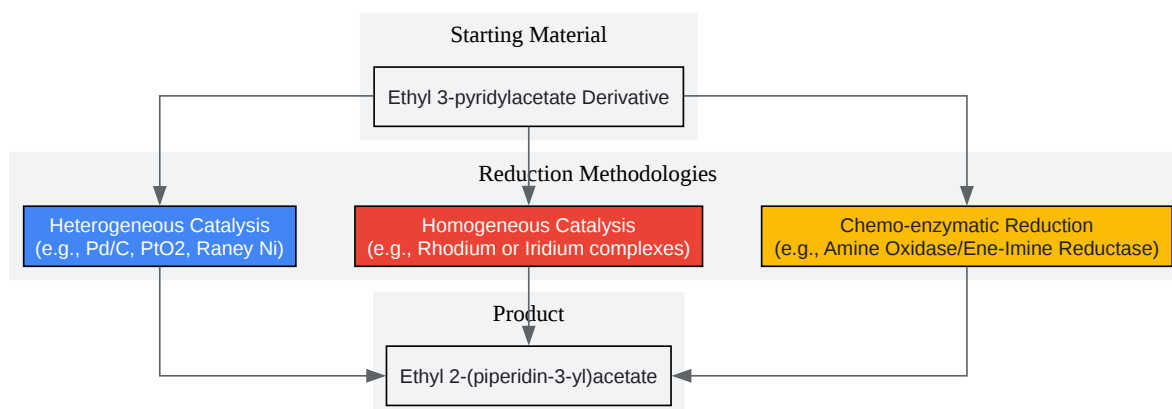 Starting Material
Ethyl 3-pyridylacetate Derivative
Reduction Methodologies
Heterogeneous Catalysis
(e.g., Pd/C, PtO2, Raney Ni)
Homogeneous Catalysis
(e.g., Rhodium or Iridium complexes)
Chemo-enzymatic Reduction
(e.g., Amine Oxidase/Ene-Imine Reductase)
Product
Ethyl 2-(piperidin-3-yl)acetate